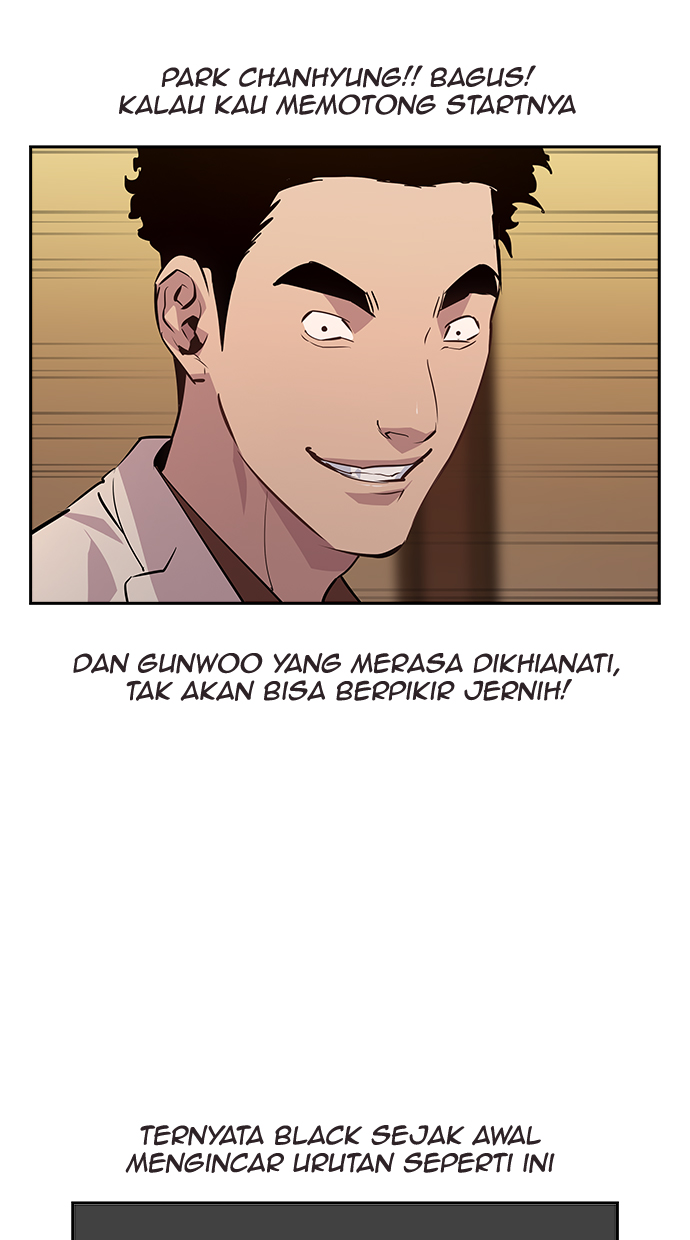 PARK CHANHYUNG!! BAGUS!
KALAU KAU MEMOTONG STARTNYA
DAN GUNWOO YANG MERASA DIKHIANATI,
TAK AKAN BISA BERPIKIR JERNIH!
TERNYATA BLACK SEJAK AWAL
MENGINCAR URUTAN SEPERTI INI